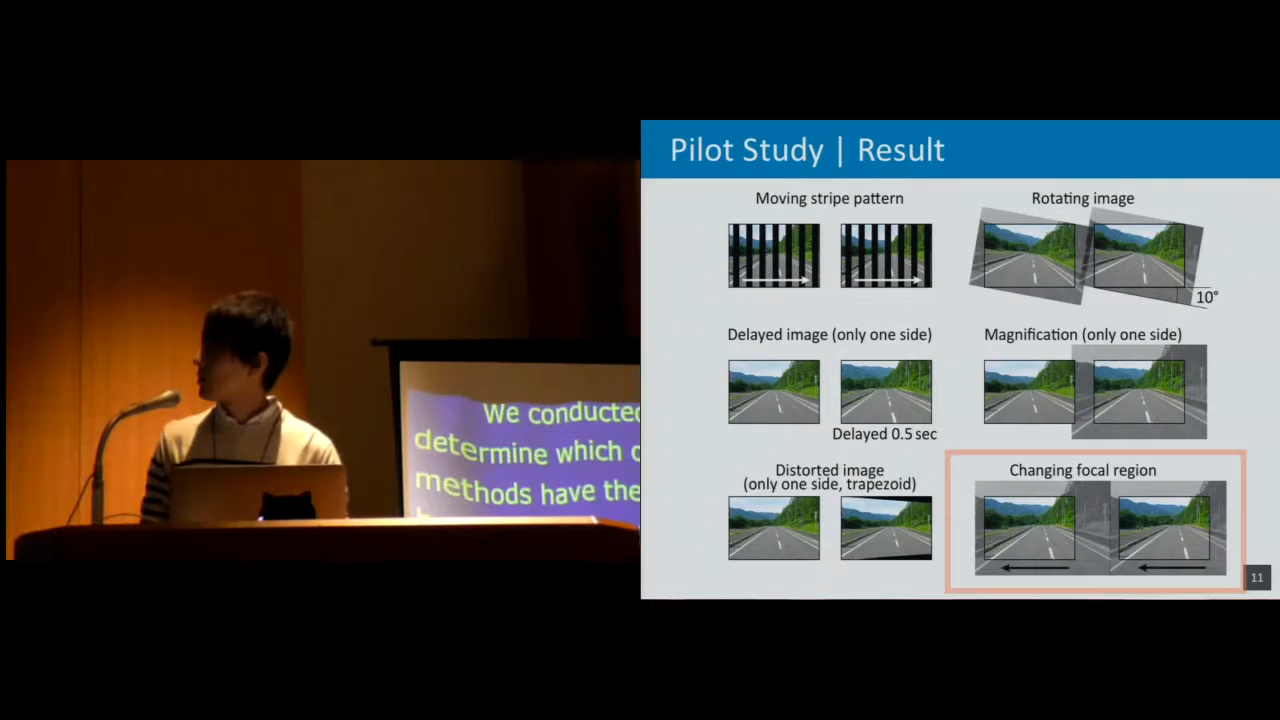 We conducted
determine which
methods have the
Pilot Study | Result
Moving stripe pattern
Rotating image
10°
Delayed image (only one side)
Magnification (only one side)
Delayed 0.5 sec
Distorted image
(only one side, trapezoid)
Changing focal region
11